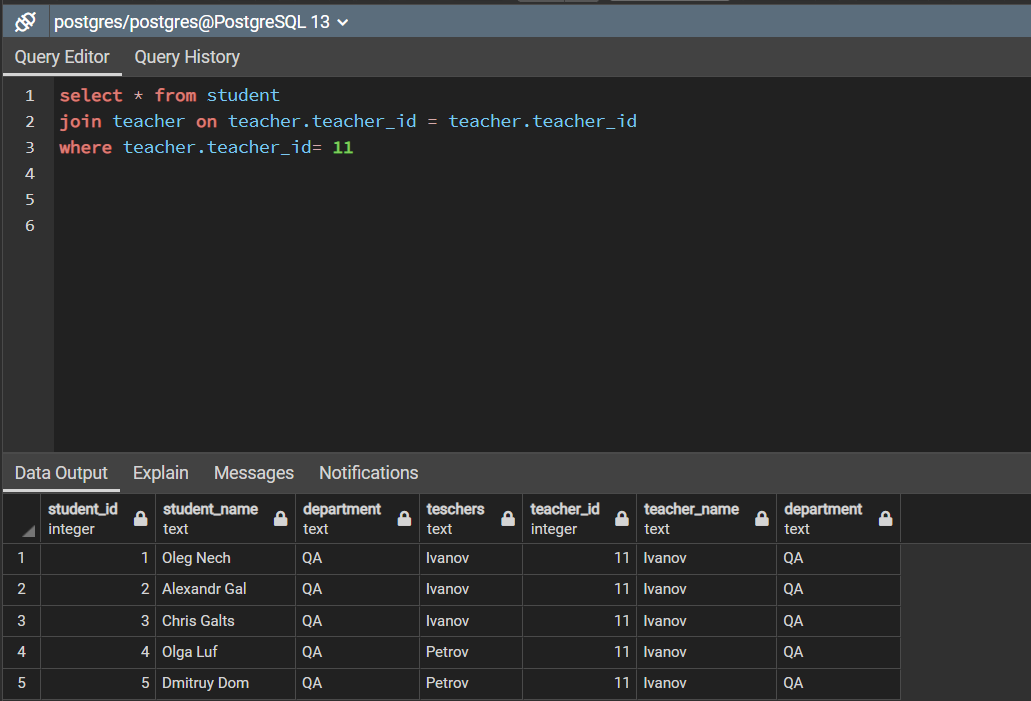 postgres/postgres@PostgreSQL 13
Query Editor Query History
1 select * from student
2 join teacher on teacher.teacher_id = teacher.teacher_id
3 where teacher.teacher_id= 11
4
5
6
Data Output Explain Messages Notifications
student_id student_name department teschers teacher_id teacher_name department
integer text text text integer text text
1 1 Oleg Nech QA Ivanov 11 Ivanov QA
2 2 Alexandr Gal QA Ivanov 11 Ivanov QA
3 3 Chris Galts QA Ivanov 11 Ivanov QA
4 4 Olga Luf QA Petrov 11 Ivanov QA
5 5 Dmitruy Dom QA Petrov 11 Ivanov QA